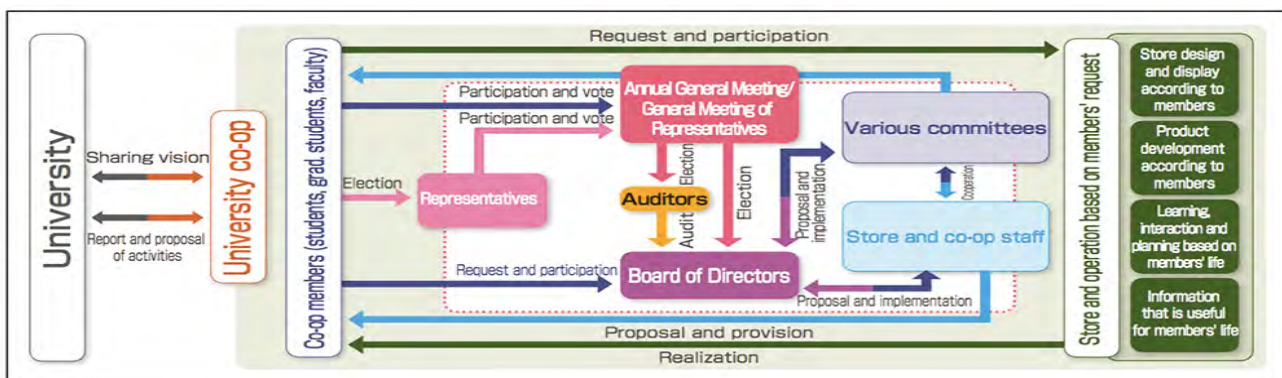 University
Sharing vision
Report and proposal
of activities
University co-op
Co-op members (students, grad. students, faculty)
Request and participation
Participation and vote
Participation and vote
Election
Representatives
Annual General Meeting/
General Meeting of
Representatives
Election
Auditors
Audit
Election
Request and participation
Board of Directors
Proposal and
implementation
Various committees
Cooperation
Store and co-op staff
Proposal and implementation
Proposal and provision
Realization
Store and operation based on members' request
Store design
and display
according to
members
Product
development
according to
members
Learning,
interaction and
planning based on
members' life
Information
that is useful
for members' life